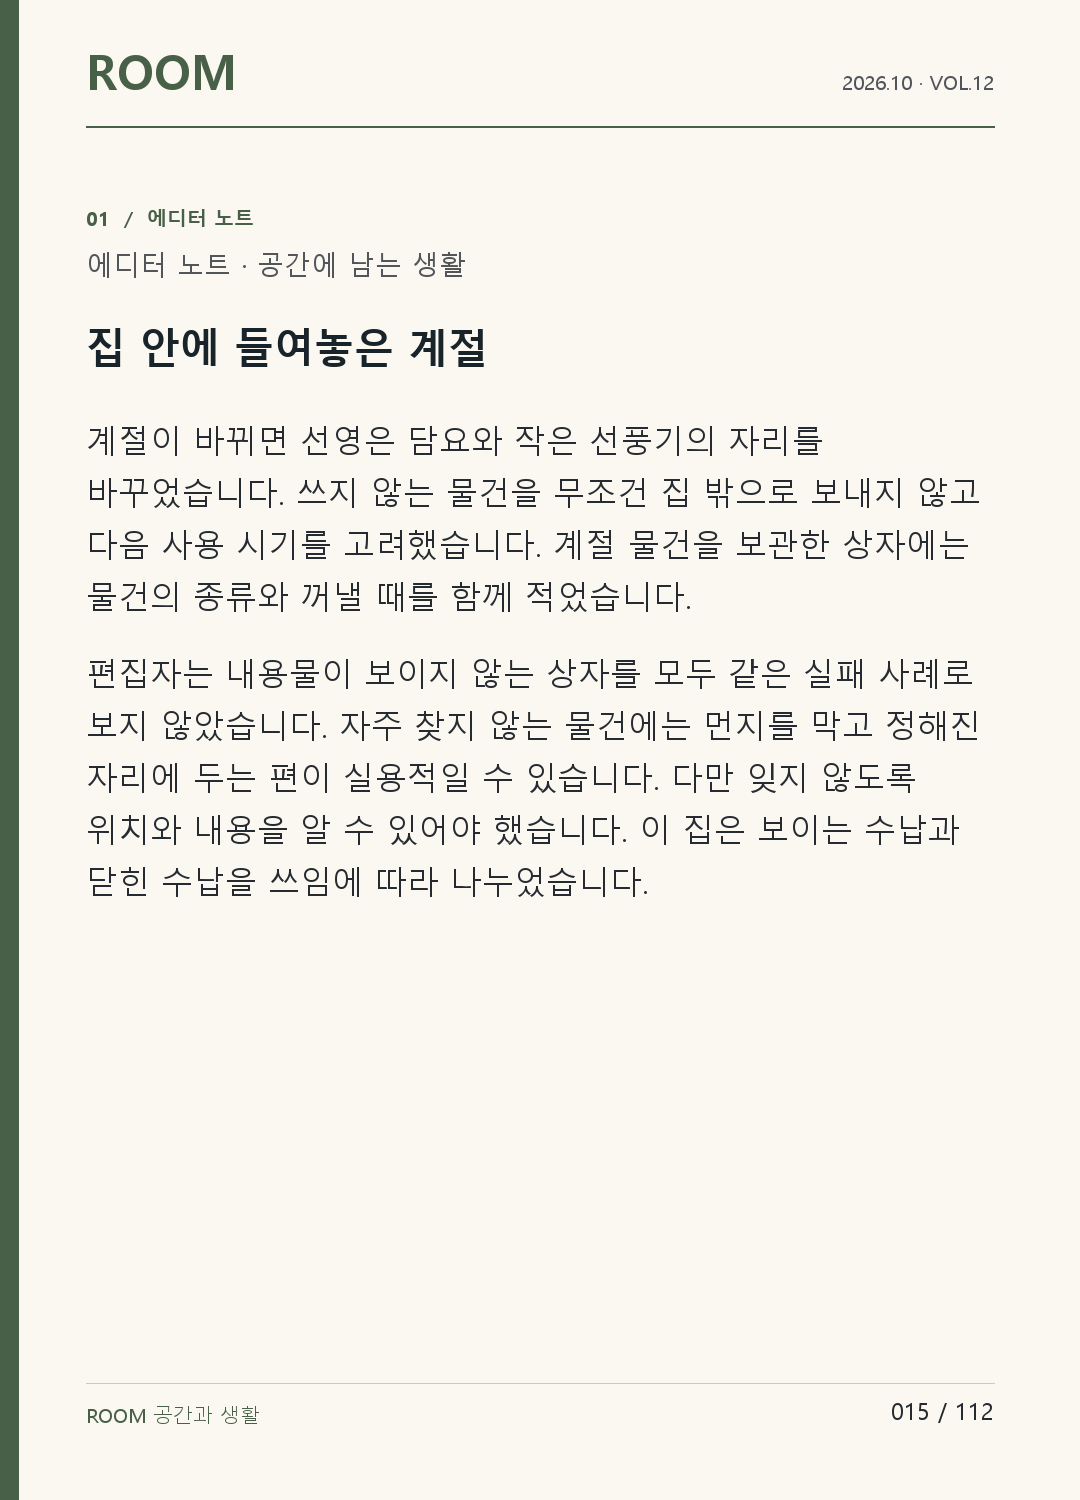 ROOM
2026.10 · VOL.12
01 / 에디터 노트
에디터 노트 · 공간에 남는 생활
집 안에 들여놓은 계절
계절이 바뀌면 선영은 담요와 작은 선풍기의 자리를
바꾸었습니다. 쓰지 않는 물건을 무조건 집 밖으로 보내지 않고
다음 사용 시기를 고려했습니다. 계절 물건을 보관한 상자에는
물건의 종류와 꺼낼 때를 함께 적었습니다.
편집자는 내용물이 보이지 않는 상자를 모두 같은 실패 사례로
보지 않았습니다. 자주 찾지 않는 물건에는 먼지를 막고 정해진
자리에 두는 편이 실용적일 수 있습니다. 다만 잊지 않도록
위치와 내용을 알 수 있어야 했습니다. 이 집은 보이는 수납과
닫힌 수납을 쓰임에 따라 나누었습니다.
ROOM 공간과 생활
015 / 112